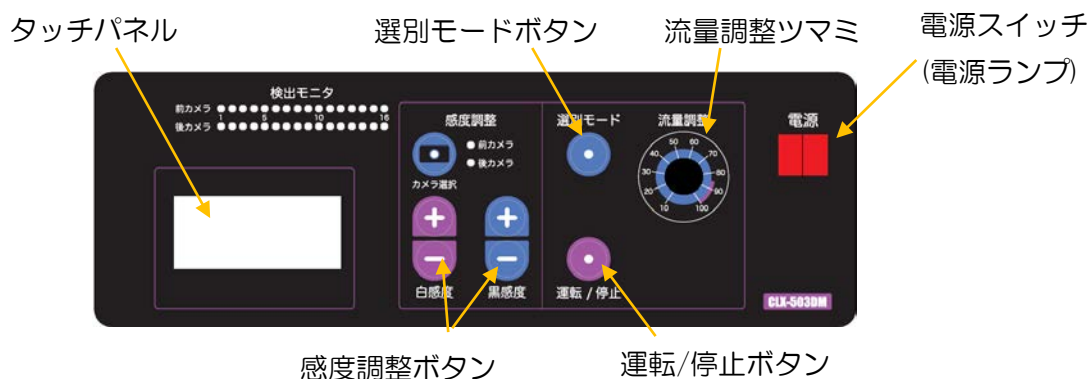 タッチパネル
選別モードボタン
流量調整ツマミ
電源スイッチ
(電源ランプ)
検出モニタ
前カメラ
1 5 10 16
後カメラ
感度調整
前カメラ
後カメラ
カメラ選択
白感度
黒感度
選別モード
流量調整
10 20 30 40 50 60 70 80 90 100
運転 / 停止
電源
CLX-503DM
感度調整ボタン
運転/停止ボタン